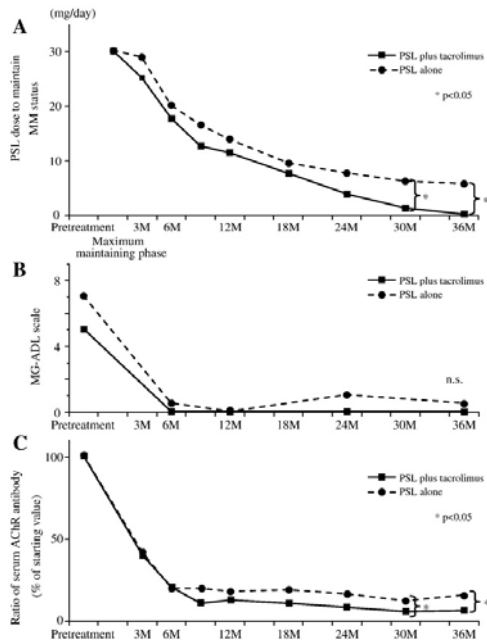 (mg/day)
A
30
20
10
0
PSL dose to maintain
MM status
PSL plus tacrolimus
PSL alone
* p<0.05
*
*
Pretreatment 3M 6M 12M 18M 24M 30M 36M
Maximum
maintaining phase
B
8
4
0
MG-ADL scale
PSL plus tacrolimus
PSL alone
n.s.
Pretreatment 3M 6M 12M 18M 24M 30M 36M
C
100
50
0
Ratio of serum AChR antibody
(% of starting value)
PSL plus tacrolimus
PSL alone
* p<0.05
*
*
Pretreatment 3M 6M 12M 18M 24M 30M 36M